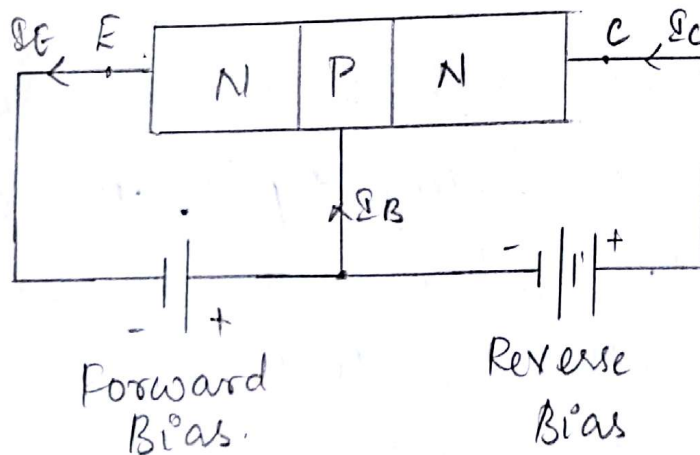 IE E C IC
N P N
IB
- + - +
Forward
Bias.
Reverse
Bias